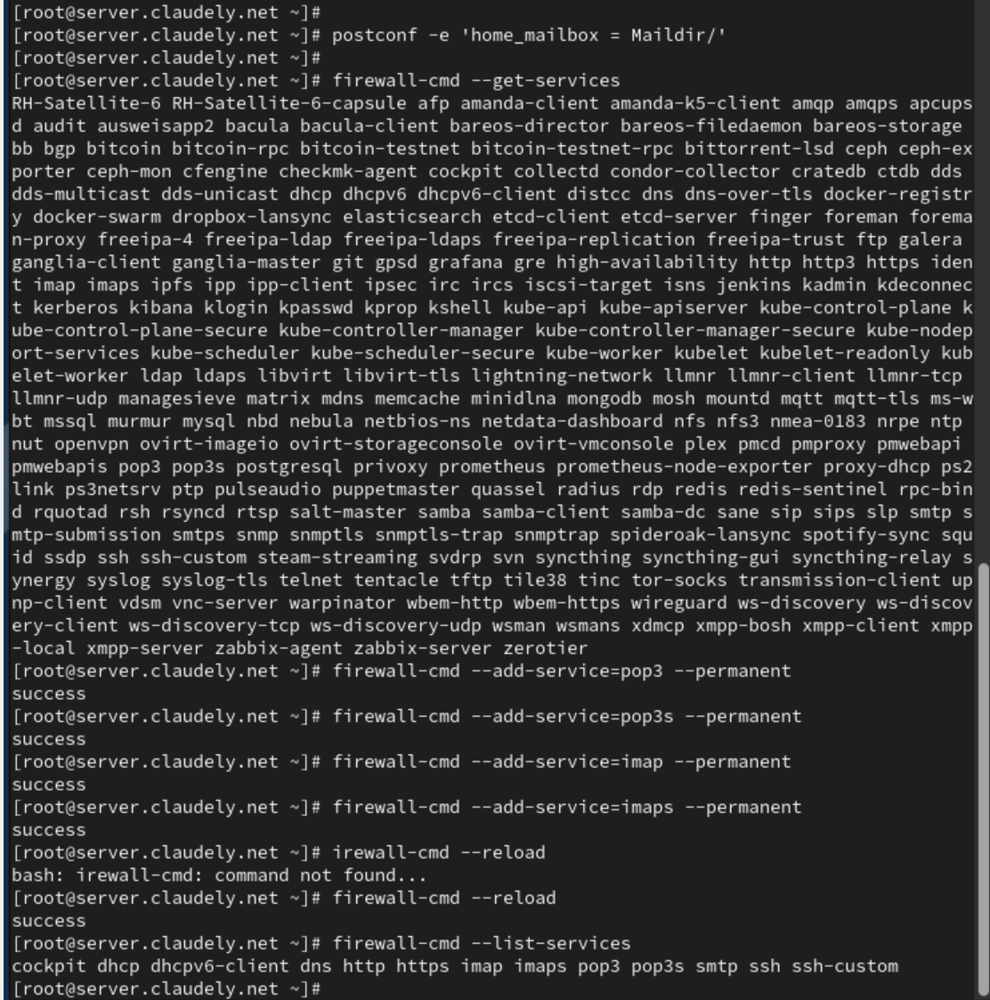 [root@server.claudely.net ~]#
[root@server.claudely.net ~]# postconf -e 'home_mailbox = Maildir/'
[root@server.claudely.net ~]#
[root@server.claudely.net ~]# firewall-cmd --get-services
RH-Satellite-6 RH-Satellite-6-capsule afp amanda-client amanda-k5-client amqp amqps apcups
d audit ausweisapp2 bacula bacula-client bareos-director bareos-filedaemon bareos-storage
bb bgp bitcoin bitcoin-rpc bitcoin-testnet bitcoin-testnet-rpc bittorrent-lsd ceph ceph-ex
porter ceph-mon cfengine checkmk-agent cockpit collectd condor-collector cratedb ctdb dds
dds-multicast dds-unicast dhcp dhcpv6 dhcpv6-client distcc dns dns-over-tls docker-registr
y docker-swarm dropbox-lansync elasticsearch etcd-client etcd-server finger foreman forema
n-proxy freeipa-4 freeipa-ldap freeipa-ldaps freeipa-replication freeipa-trust ftp galera
ganglia-client ganglia-master git gpsd grafana gre high-availability http http3 https iden
t imap imaps ipfs ipp ipp-client ipsec irc ircs iscsi-target isns jenkins kadmin kdeconnec
t kerberos kibana klogin kpasswd kprop kshell kube-api kube-apiserver kube-control-plane k
ube-control-plane-secure kube-controller-manager kube-controller-manager-secure kube-nodep
ort-services kube-scheduler kube-scheduler-secure kube-worker kubelet kubelet-readonly kub
elet-worker ldap ldaps libvirt libvirt-tls lightning-network llmnr llmnr-client llmnr-tcp
llmnr-udp managesieve matrix mdns memcache minidlna mongodb mosh mountd mqtt mqtt-tls ms-w
bt mssql murmur mysql nbd nebula netbios-ns netdata-dashboard nfs nfs3 nmea-0183 nrpe ntp
nut openvpn ovirt-imageio ovirt-storageconsole ovirt-vmconsole plex pmcd pmproxy pmwebapi
pmwebapis pop3 pop3s postgresql privoxy prometheus prometheus-node-exporter proxy-dhcp ps2
link ps3netsrv ptp pulseaudio puppetmaster quassel radius rdp redis redis-sentinel rpc-bin
d rquotad rsh rsyncd rtsp salt-master samba samba-client samba-dc sane sip sips slp smtp s
mtp-submission smtps snmp snmptls snmptls-trap snmptrap spideroak-lansync spotify-sync squ
id ssdp ssh ssh-custom steam-streaming svdrp svn syncthing syncthing-gui syncthing-relay s
ynergy syslog syslog-tls telnet tentacle tftp tile38 tinc tor-socks transmission-client up
np-client vdsm vnc-server warpinator wbem-http wbem-https wireguard ws-discovery ws-discov
ery-client ws-discovery-tcp ws-discovery-udp wsman wsmans xdmcp xmpp-bosh xmpp-client xmpp
-local xmpp-server zabbix-agent zabbix-server zerotier
[root@server.claudely.net ~]# firewall-cmd --add-service=pop3 --permanent
success
[root@server.claudely.net ~]# firewall-cmd --add-service=pop3s --permanent
success
[root@server.claudely.net ~]# firewall-cmd --add-service=imap --permanent
success
[root@server.claudely.net ~]# firewall-cmd --add-service=imaps --permanent
success
[root@server.claudely.net ~]# irewall-cmd --reload
bash: irewall-cmd: command not found...
[root@server.claudely.net ~]# firewall-cmd --reload
success
[root@server.claudely.net ~]# firewall-cmd --list-services
cockpit dhcp dhcpv6-client dns http https imap imaps pop3 pop3s smtp ssh ssh-custom
[root@server.claudely.net ~]#